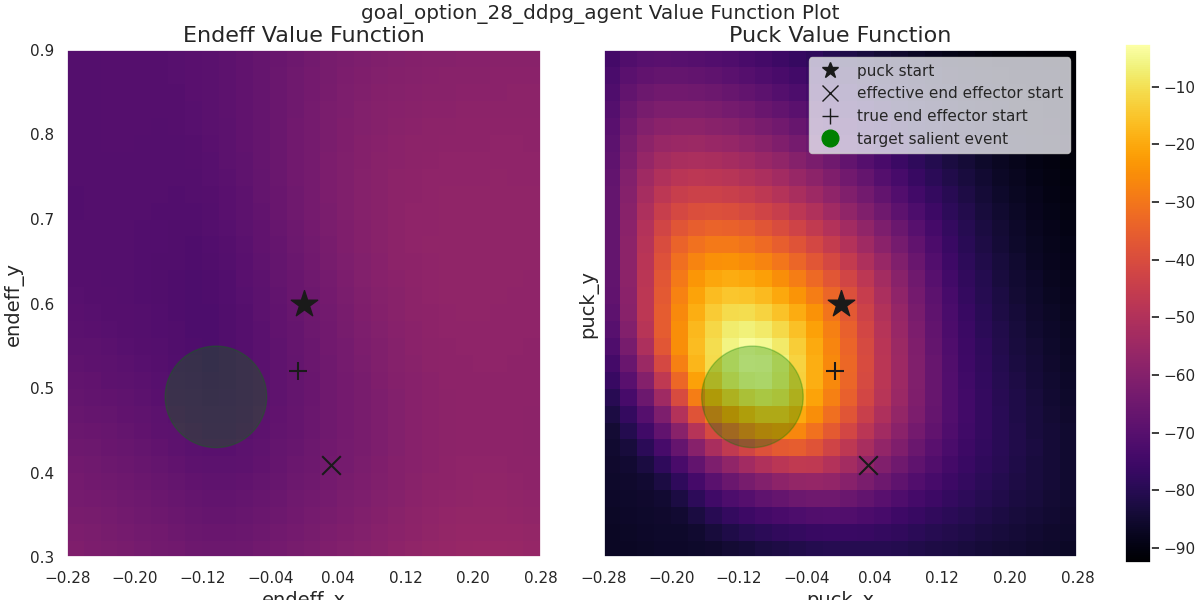 goal_option_28_ddpg_agent Value Function Plot
Endeff Value Function
Puck Value Function
puck start
effective end effector start
true end effector start
target salient event
endeff_y
0.9
0.8
0.7
0.6
0.5
0.4
0.3
−0.28 −0.20 −0.12 −0.04 0.04 0.12 0.20 0.28
endeff_x
puck_y
−0.28 −0.20 −0.12 −0.04 0.04 0.12 0.20 0.28
puck_x
−10
−20
−30
−40
−50
−60
−70
−80
−90